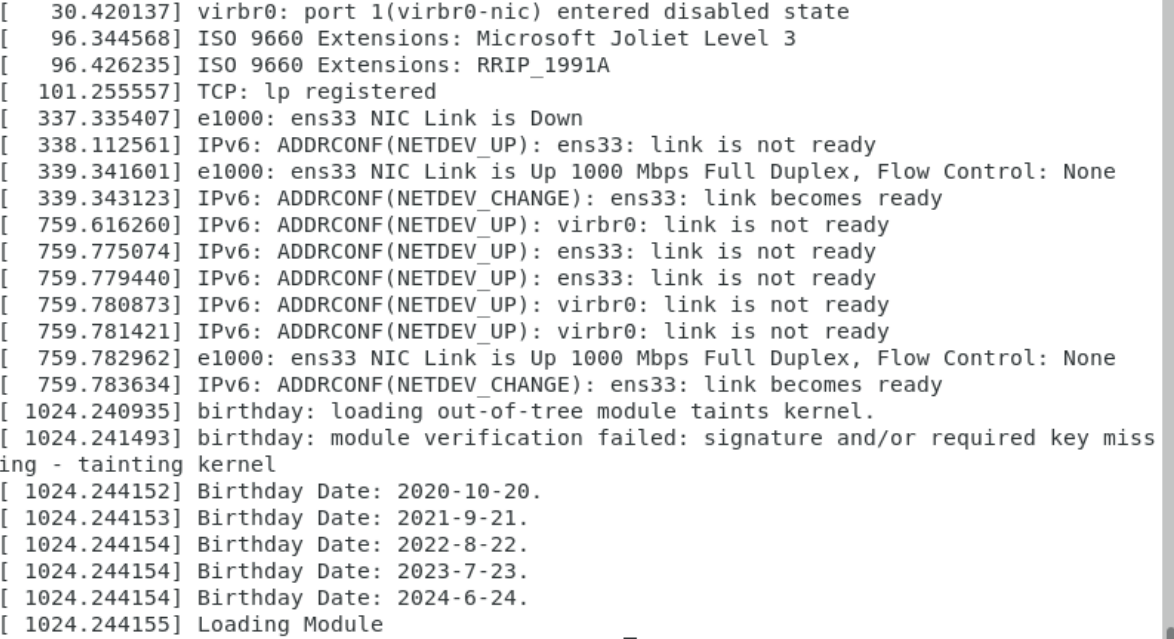 [   30.420137] virbr0: port 1(virbr0-nic) entered disabled state
[   96.344568] ISO 9660 Extensions: Microsoft Joliet Level 3
[   96.426235] ISO 9660 Extensions: RRIP_1991A
[  101.255557] TCP: lp registered
[  337.335407] e1000: ens33 NIC Link is Down
[  338.112561] IPv6: ADDRCONF(NETDEV_UP): ens33: link is not ready
[  339.341601] e1000: ens33 NIC Link is Up 1000 Mbps Full Duplex, Flow Control: None
[  339.343123] IPv6: ADDRCONF(NETDEV_CHANGE): ens33: link becomes ready
[  759.616260] IPv6: ADDRCONF(NETDEV_UP): virbr0: link is not ready
[  759.775074] IPv6: ADDRCONF(NETDEV_UP): ens33: link is not ready
[  759.779440] IPv6: ADDRCONF(NETDEV_UP): ens33: link is not ready
[  759.780873] IPv6: ADDRCONF(NETDEV_UP): virbr0: link is not ready
[  759.781421] IPv6: ADDRCONF(NETDEV_UP): virbr0: link is not ready
[  759.782962] e1000: ens33 NIC Link is Up 1000 Mbps Full Duplex, Flow Control: None
[  759.783634] IPv6: ADDRCONF(NETDEV_CHANGE): ens33: link becomes ready
[ 1024.240935] birthday: loading out-of-tree module taints kernel.
[ 1024.241493] birthday: module verification failed: signature and/or required key miss
ing - tainting kernel
[ 1024.244152] Birthday Date: 2020-10-20.
[ 1024.244153] Birthday Date: 2021-9-21.
[ 1024.244154] Birthday Date: 2022-8-22.
[ 1024.244154] Birthday Date: 2023-7-23.
[ 1024.244154] Birthday Date: 2024-6-24.
[ 1024.244155] Loading Module